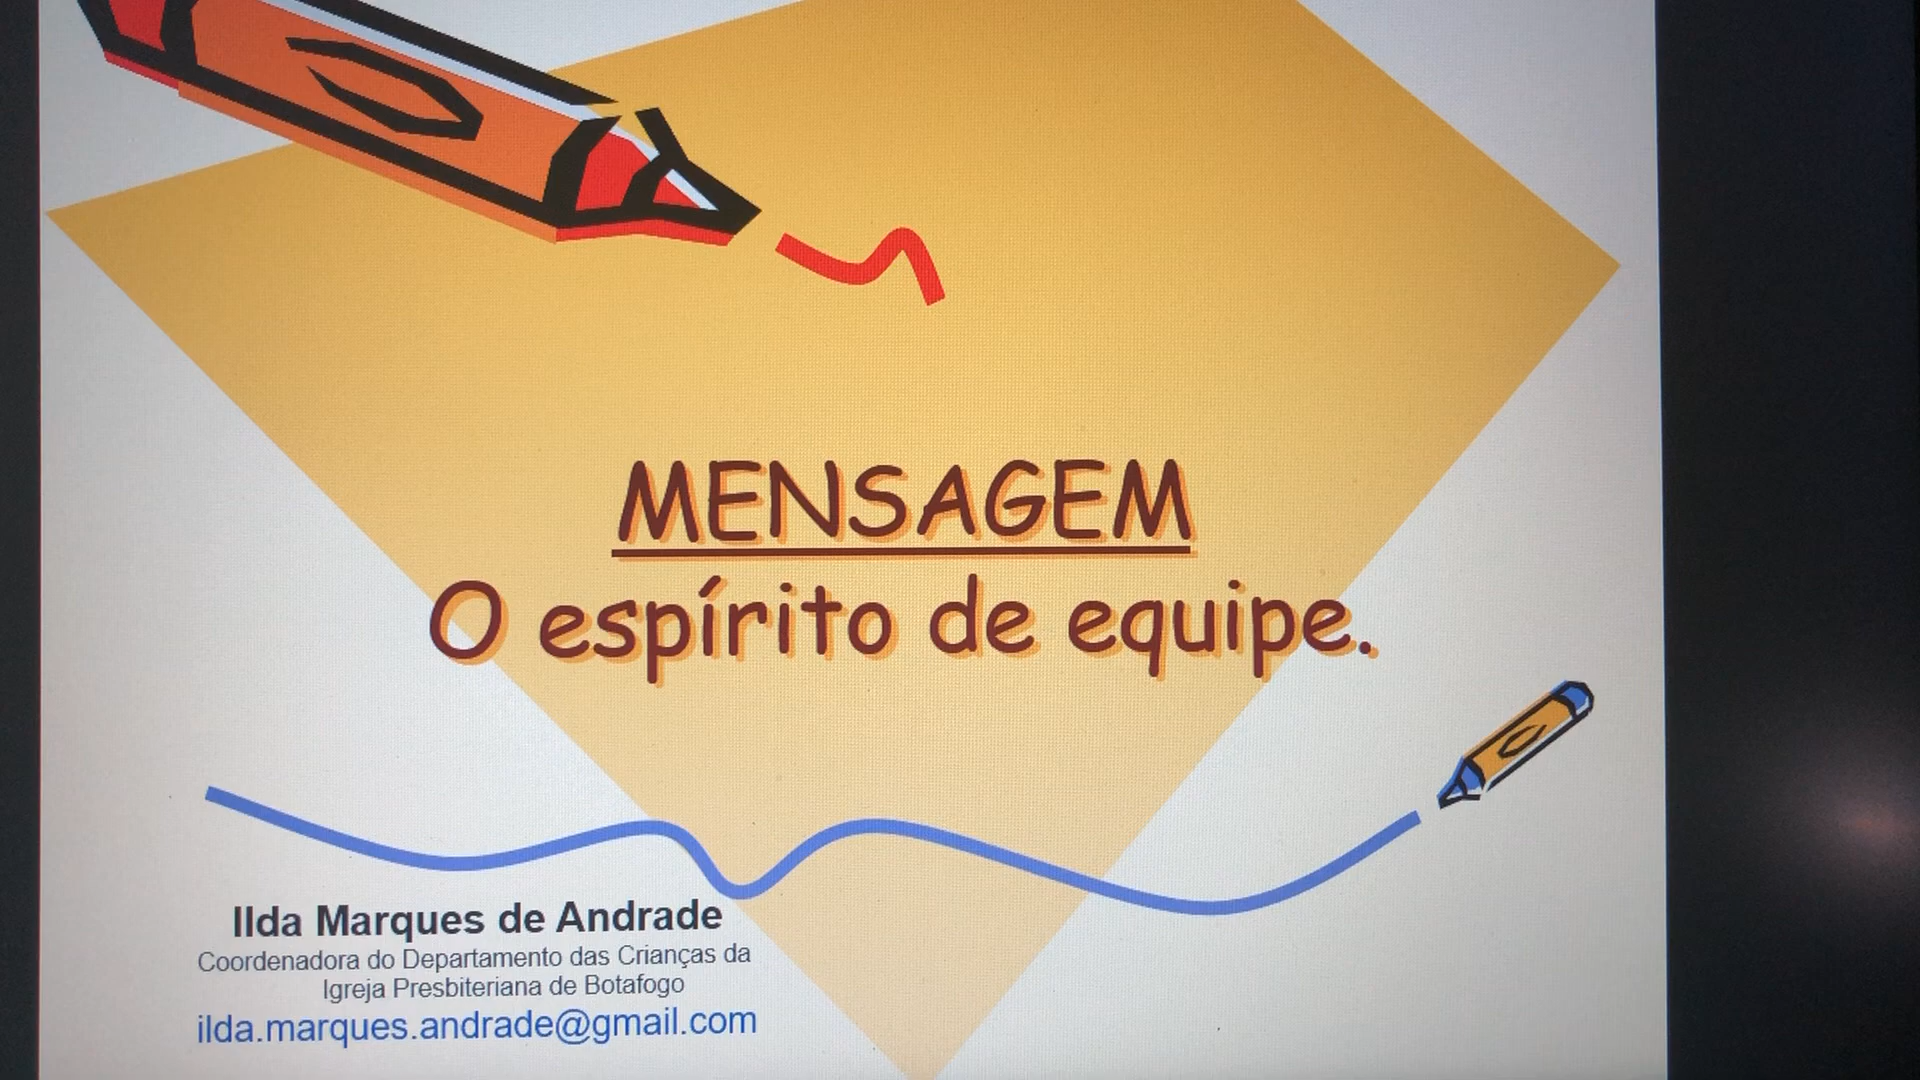 MENSAGEM
O espírito de equipe.
Ilda Marques de Andrade
Coordenadora do Departamento das Crianças da
Igreja Presbiteriana de Botafogo
ilda.marques.andrade@gmail.com